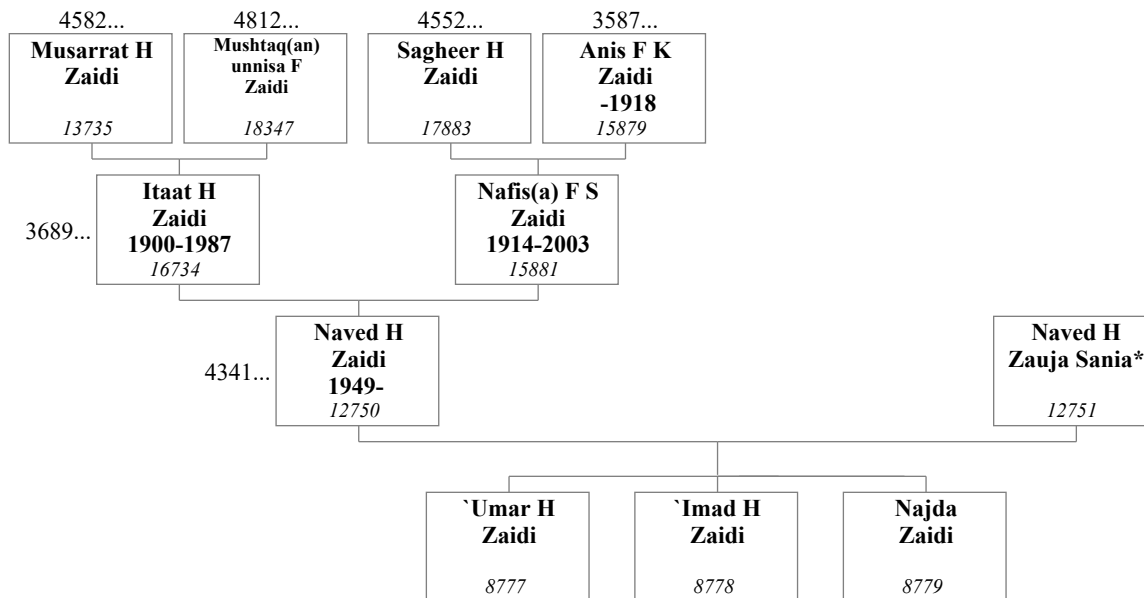 4582...
4812...
4552...
3587...
Musarrat H
Zaidi
13735
Mushtaq(an)
unnisa F
Zaidi
18347
Sagheer H
Zaidi
17883
Anis F K
Zaidi
-1918
15879
3689...
Itaat H
Zaidi
1900-1987
16734
Nafis(a) F S
Zaidi
1914-2003
15881
4341...
Naved H
Zaidi
1949-
12750
Naved H
Zauja Sania*
12751
`Umar H
Zaidi
8777
`Imad H
Zaidi
8778
Najda
Zaidi
8779